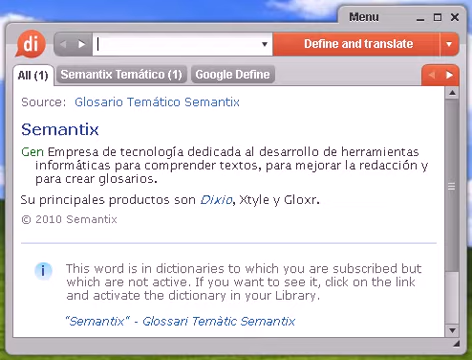 Menu
di
Define and translate
All (1)
Semantix Temático (1)
Google Define
Source: Glosario Temático Semantix
Semantix
Gen Empresa de tecnología dedicada al desarrollo de herramientas
informáticas para comprender textos, para mejorar la redacción y
para crear glosarios.
Su principales productos son Dixio, Xtyle y Gloxr.
© 2010 Semantix
i
This word is in dictionaries to which you are subscribed but
which are not active. If you want to see it, click on the link
and activate the dictionary in your Library.
"Semantix" - Glossari Temàtic Semantix